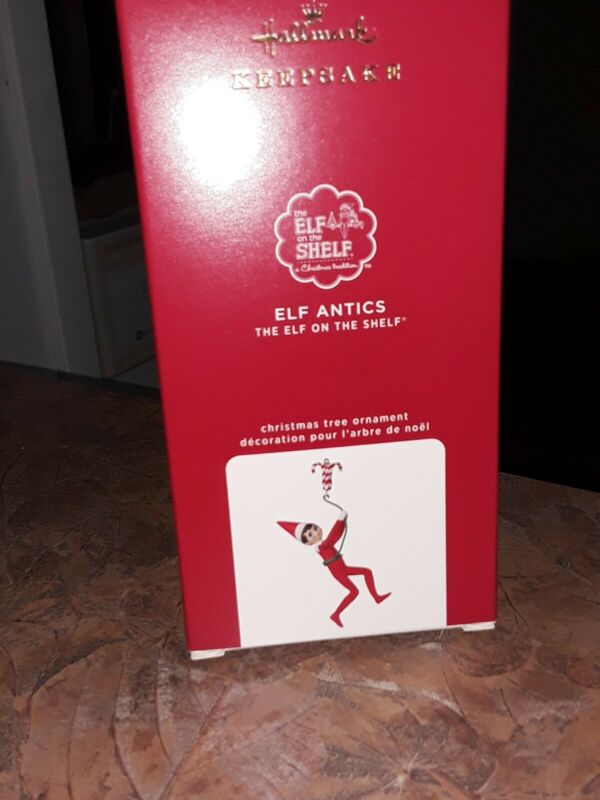 Hallmark
KEEPSAKE
the
ELF
on the
SHELF®
a Christmas tradition™
ELF ANTICS
THE ELF ON THE SHELF®
christmas tree ornament
décoration pour l'arbre de noël